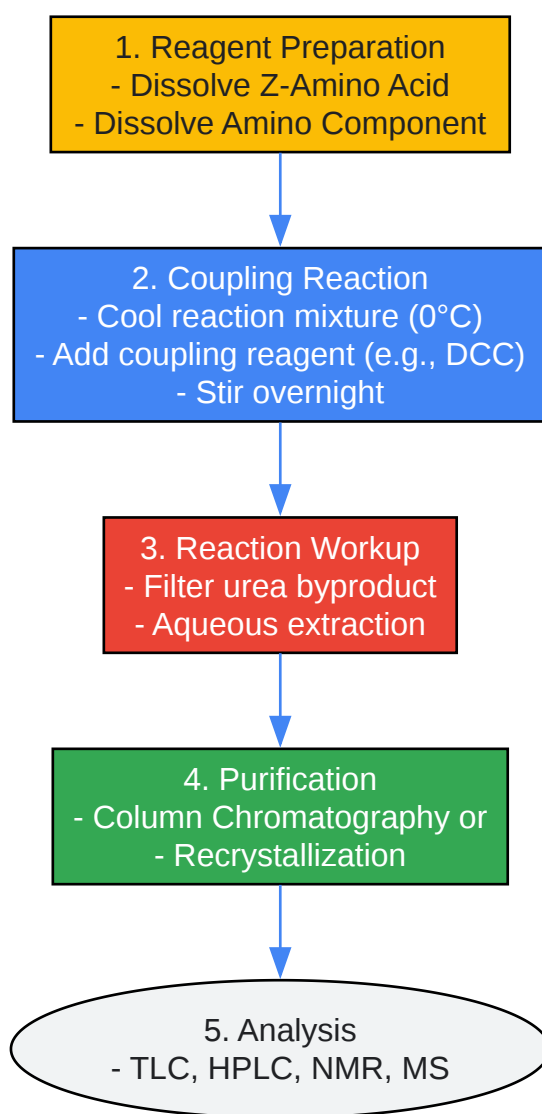 1. Reagent Preparation
- Dissolve Z-Amino Acid
- Dissolve Amino Component
2. Coupling Reaction
- Cool reaction mixture (0°C)
- Add coupling reagent (e.g., DCC)
- Stir overnight
3. Reaction Workup
- Filter urea byproduct
- Aqueous extraction
4. Purification
- Column Chromatography or
- Recrystallization
5. Analysis
- TLC, HPLC, NMR, MS